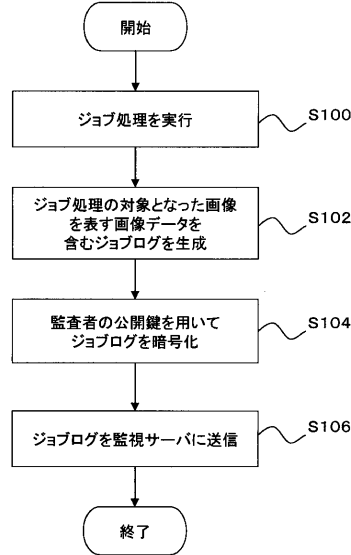 開始
ジョブ処理を実行
S100
ジョブ処理の対象となった画像
を表す画像データを
含むジョブログを生成
S102
監査者の公開鍵を用いて
ジョブログを暗号化
S104
ジョブログを監視サーバに送信
S106
終了